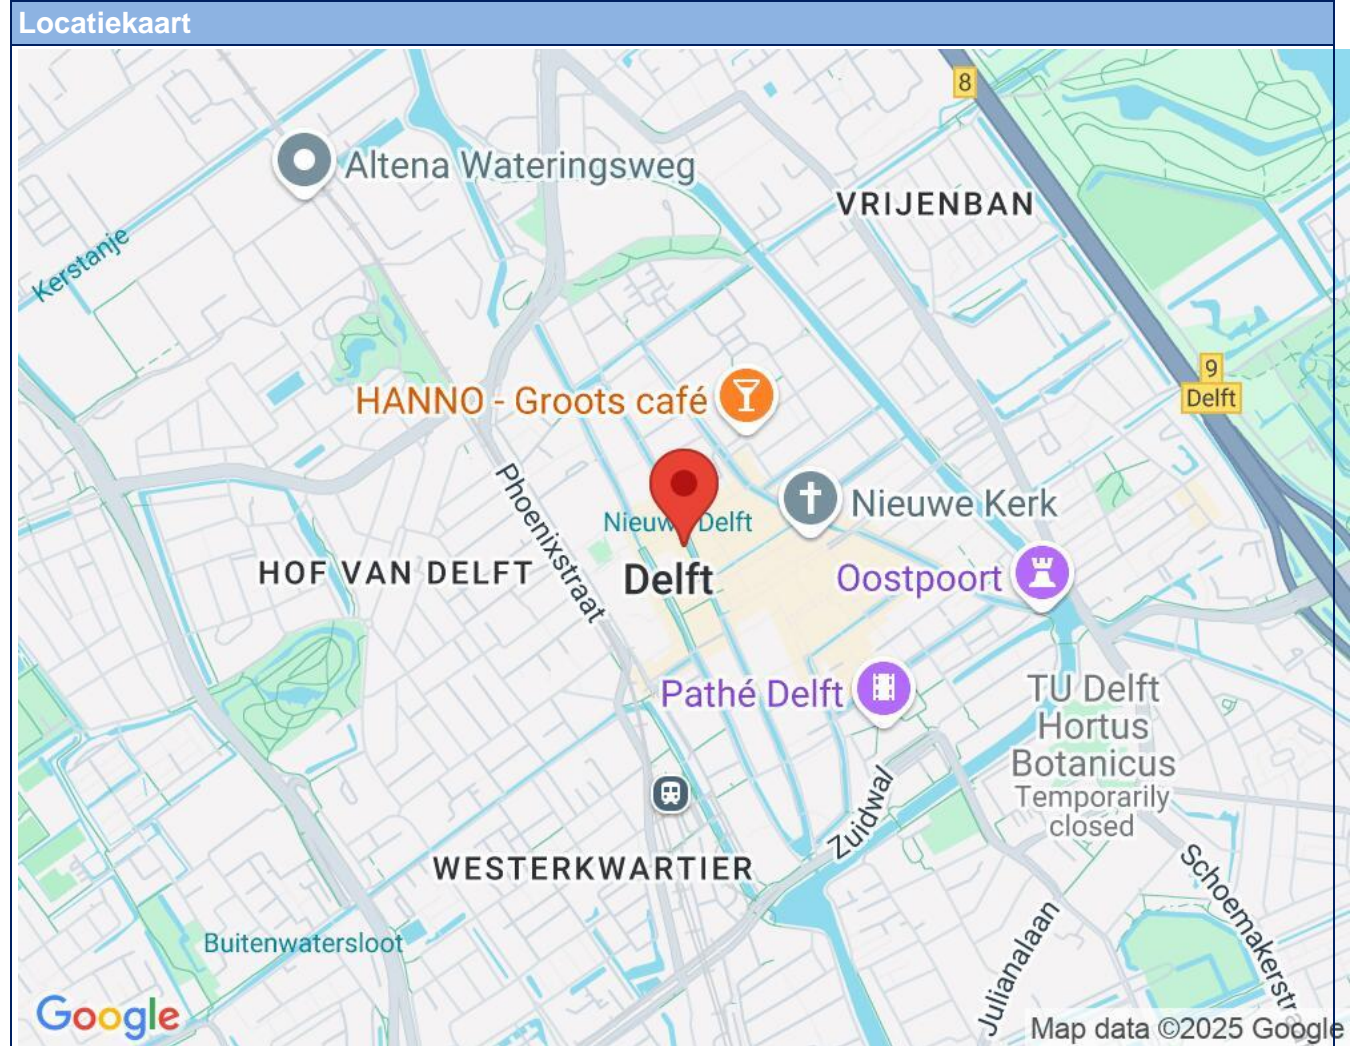 Locatiekaart
8
Altena Wateringsweg
VRIJENBAN
Kerstanje
9
Delft
HANNO - Groots café
Phoenixstraat
Nieuwe Kerk
Delft
HOF VAN DELFT
Delft
Oostpoort
Pathé Delft
TU Delft
Hortus
Botanicus
Temporarily
closed
Zuidwal
WESTERKWARTIER
Schoemakerstr
Julianalaan
Buitenwatersloot
Google
Map data ©2025 Google